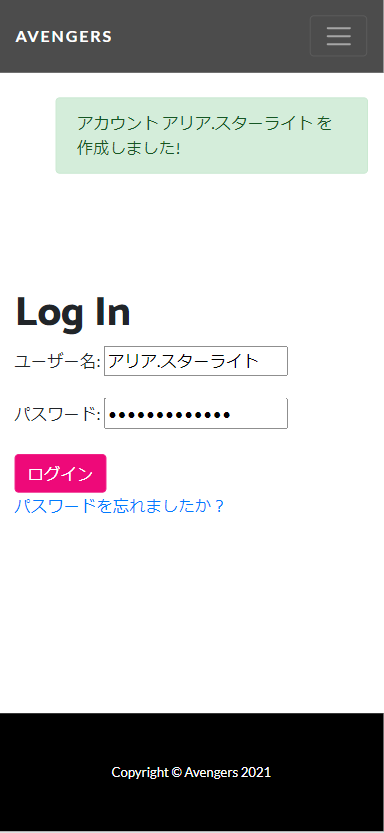 AVENGERS
アカウント アリア.スターライト を
作成しました!
Log In
ユーザー名: アリア.スターライト
パスワード: •••••••••••••
ログイン
パスワードを忘れましたか？
Copyright © Avengers 2021